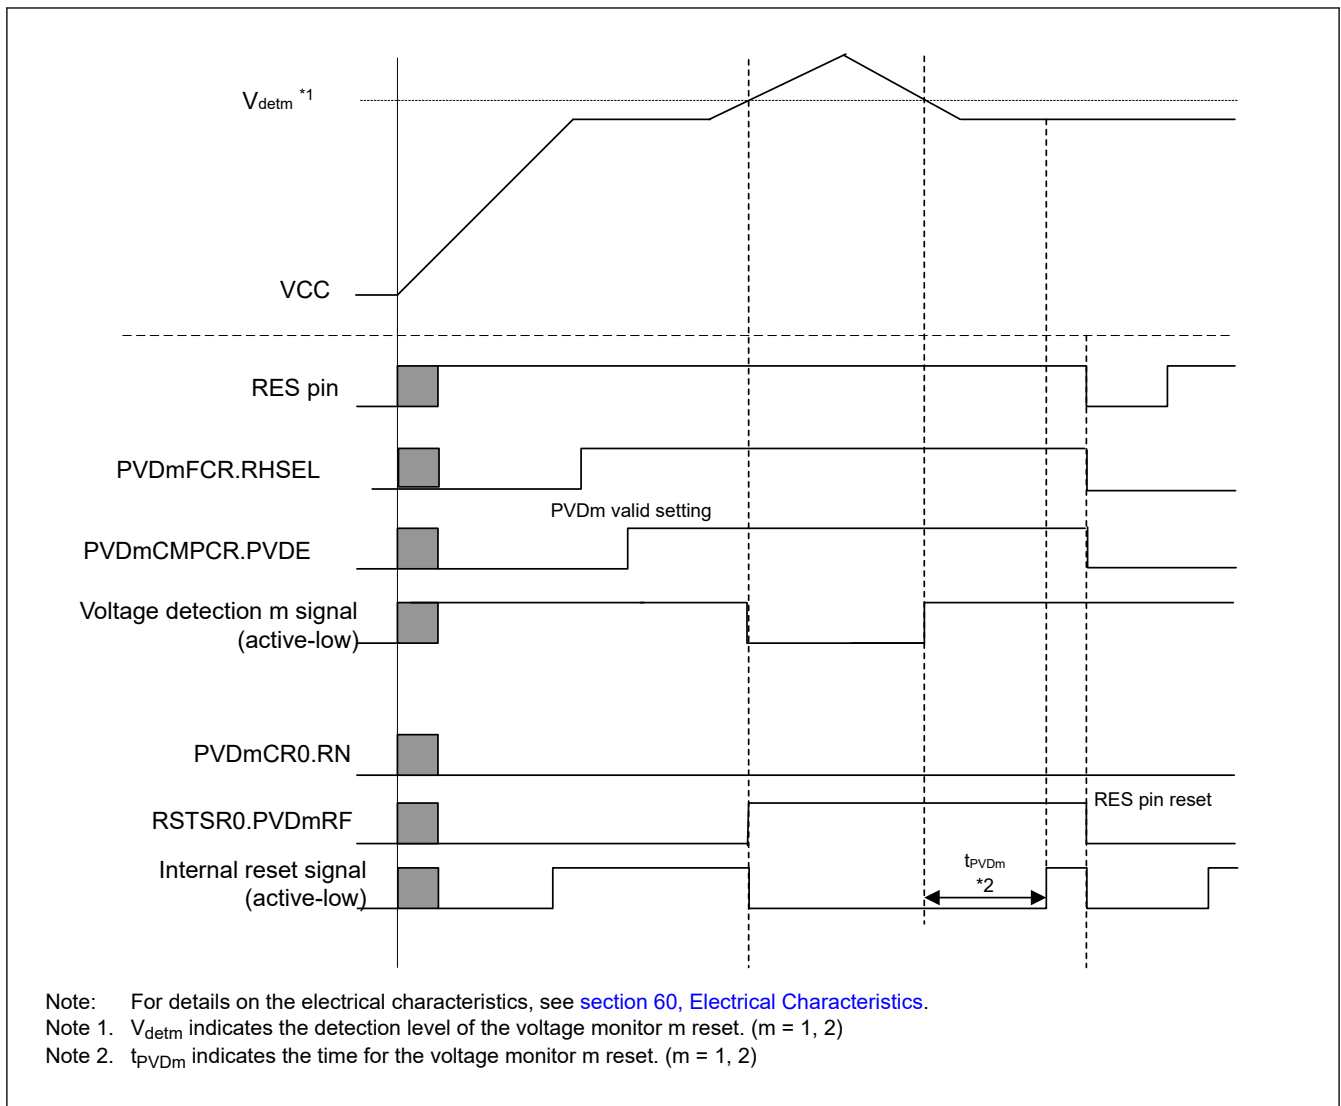 Vdetm *1
VCC
RES pin
PVDmFCR.RHSEL
PVDm valid setting
PVDmCMPCR.PVDE
Voltage detection m signal
(active-low)
PVDmCR0.RN
RES pin reset
RSTSR0.PVDmRF
Internal reset signal
(active-low)
tPVDm
*2
Note: For details on the electrical characteristics, see section 60, Electrical Characteristics.
Note 1. Vdetm indicates the detection level of the voltage monitor m reset. (m = 1, 2)
Note 2. tPVDm indicates the time for the voltage monitor m reset. (m = 1, 2)